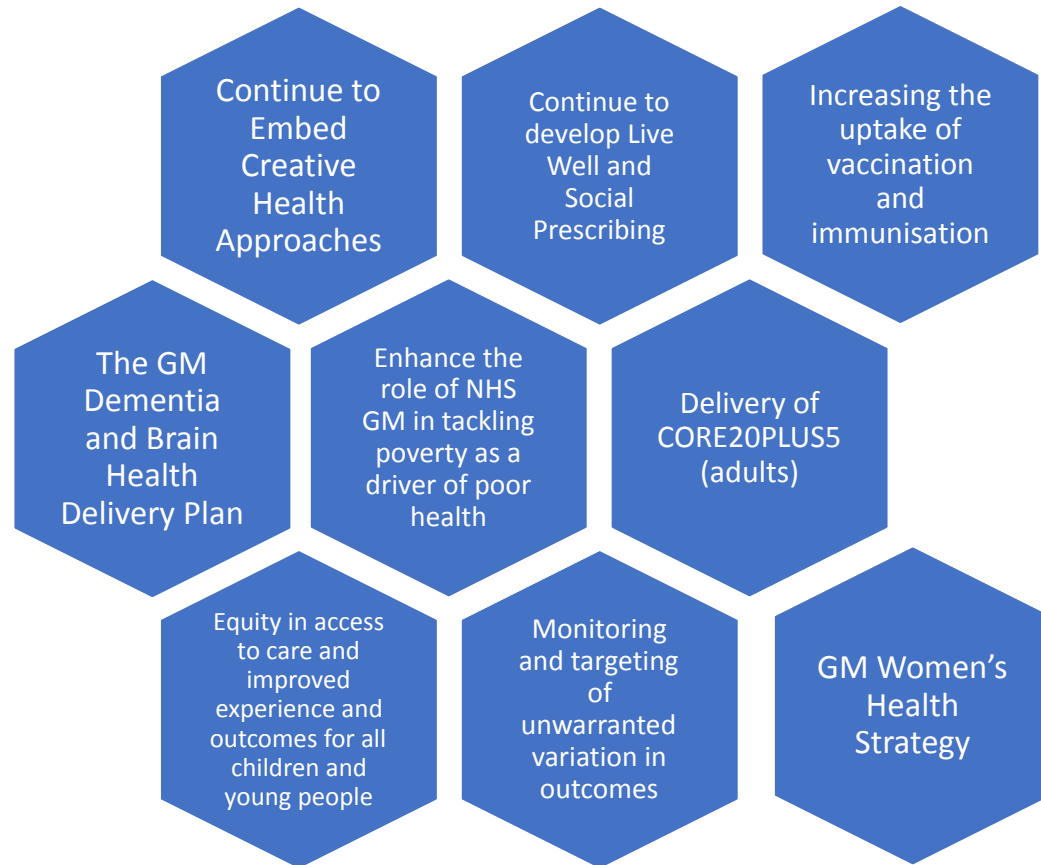 Continue to
Embed
Creative
Health
Approaches
Continue to
develop Live
Well and
Social
Prescribing
Increasing the
uptake of
vaccination
and
immunisation
The GM
Dementia
and Brain
Health
Delivery Plan
Enhance the
role of NHS
GM in tackling
poverty as a
driver of poor
health
Delivery of
CORE20PLUS5
(adults)
Equity in access
to care and
improved
experience and
outcomes for all
children and
young people
Monitoring
and targeting
of
unwarranted
variation in
outcomes
GM Women’s
Health
Strategy